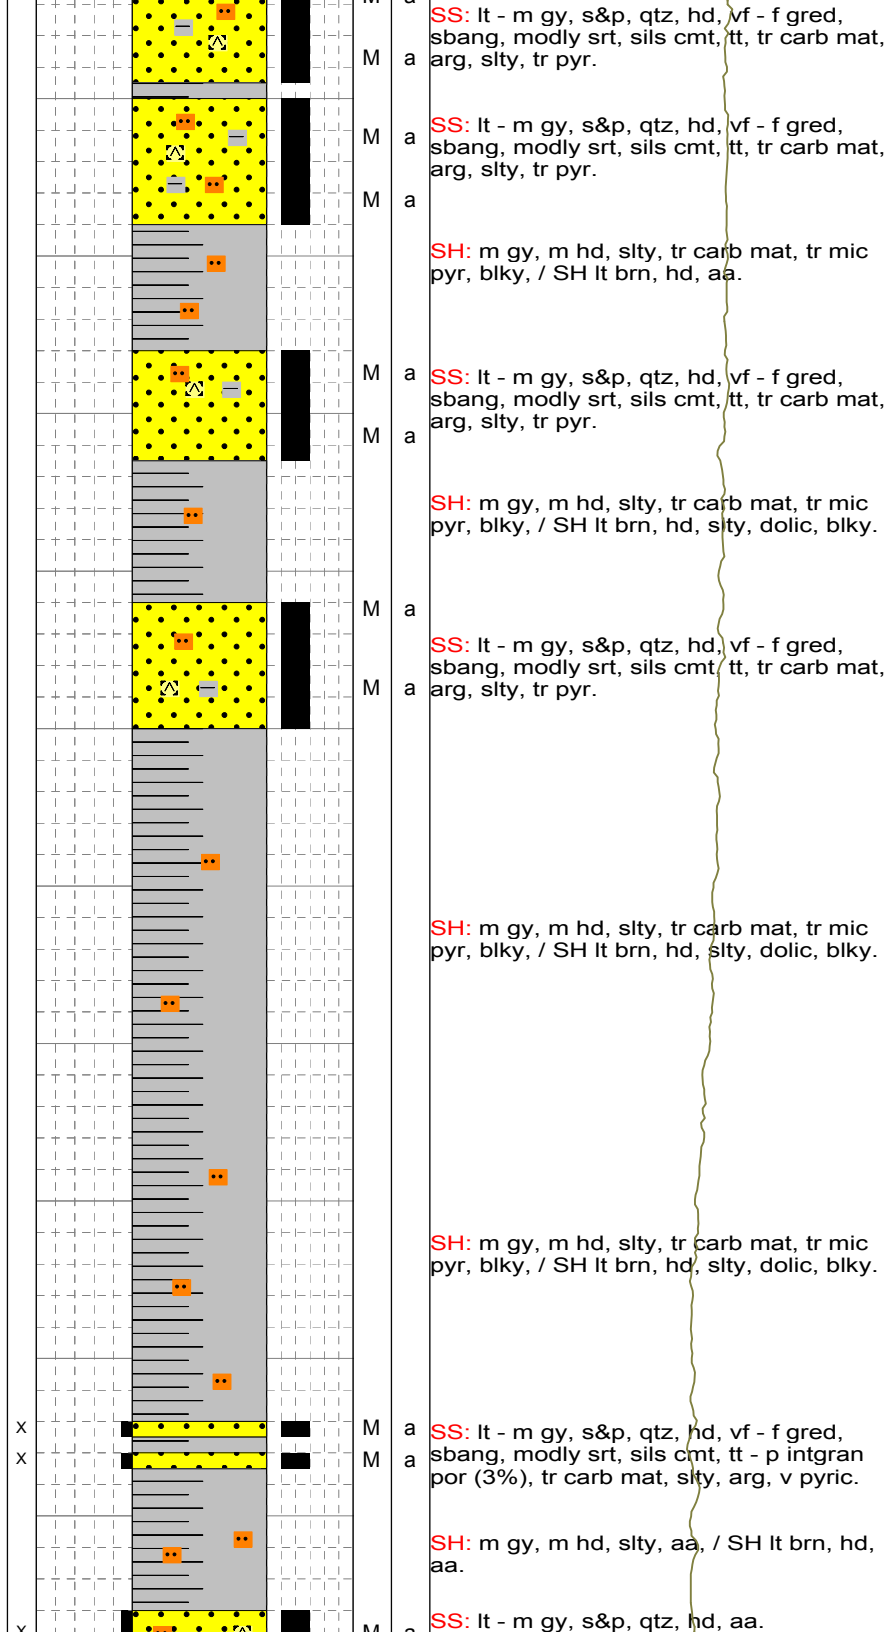 a
SS: lt - m gy, s&p, qtz, hd, vf - f gred,
sbang, modly srt, sils cmt, tt, tr carb mat,
M a arg, slty, tr pyr.
SS: lt - m gy, s&p, qtz, hd, vf - f gred,
M a sbang, modly srt, sils cmt, tt, tr carb mat,
arg, slty, tr pyr.
M a
SH: m gy, m hd, slty, tr carb mat, tr mic
pyr, blky, / SH lt brn, hd, aa.
M a SS: lt - m gy, s&p, qtz, hd, vf - f gred,
sbang, modly srt, sils cmt, tt, tr carb mat,
arg, slty, tr pyr.
M a
SH: m gy, m hd, slty, tr carb mat, tr mic
pyr, blky, / SH lt brn, hd, slty, dolic, blky.
M a
SS: lt - m gy, s&p, qtz, hd, vf - f gred,
sbang, modly srt, sils cmt, tt, tr carb mat,
M a arg, slty, tr pyr.
SH: m gy, m hd, slty, tr carb mat, tr mic
pyr, blky, / SH lt brn, hd, slty, dolic, blky.
SH: m gy, m hd, slty, tr carb mat, tr mic
pyr, blky, / SH lt brn, hd, slty, dolic, blky.
x M a SS: lt - m gy, s&p, qtz, hd, vf - f gred,
x M a sbang, modly srt, sils cmt, tt - p intgran
por (3%), tr carb mat, slty, arg, v pyric.
SH: m gy, m hd, slty, aa, / SH lt brn, hd,
aa.
SS: lt - m gy, s&p, qtz, hd, aa.
x M a